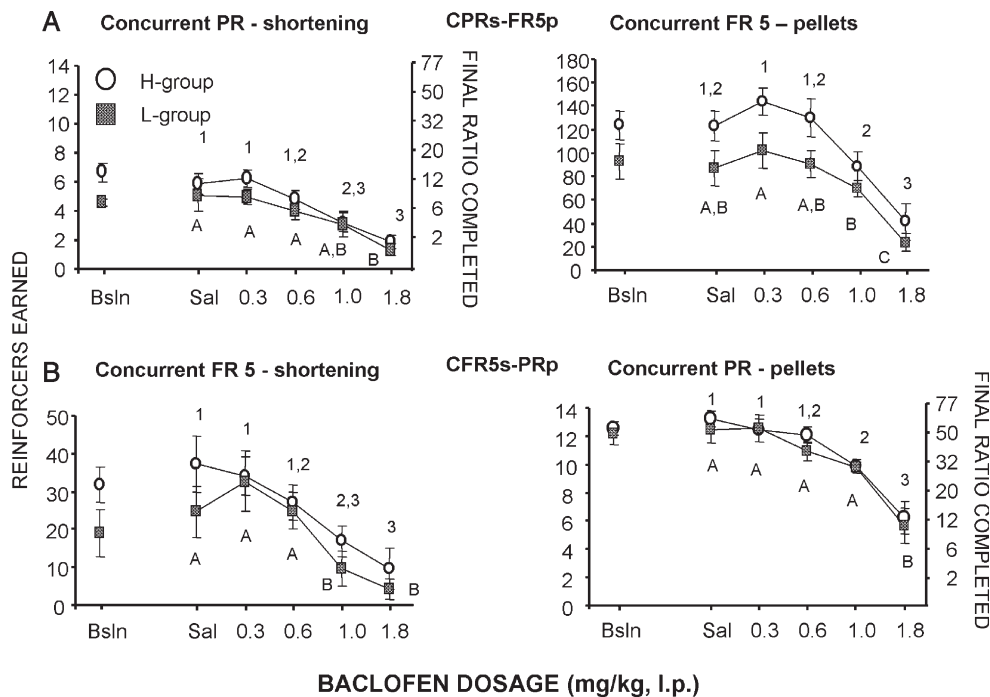 A Concurrent PR - shortening CPRs-FR5p Concurrent FR 5 – pellets
H-group
L-group
14
12
10
8
6
4
2
0
77
50
32
20
12
6
2
FINAL RATIO COMPLETED
1 1 1,2 2,3 3
A A A A,B B
Bsln Sal 0.3 0.6 1.0 1.8
180
160
140
120
100
80
60
40
20
0
1,2 1 1,2 2 3
A,B A A,B B C
Bsln Sal 0.3 0.6 1.0 1.8
REINFORCERS EARNED
B Concurrent FR 5 - shortening CFR5s-PRp Concurrent PR - pellets
50
40
30
20
10
0
1 1 1,2 2,3 3
A A A B B
Bsln Sal 0.3 0.6 1.0 1.8
14
12
10
8
6
4
2
0
1 1 1,2 2 3
A A A A B
77
50
32
20
12
6
2
FINAL RATIO COMPLETED
Bsln Sal 0.3 0.6 1.0 1.8
BACLOFEN DOSAGE (mg/kg, I.p.)